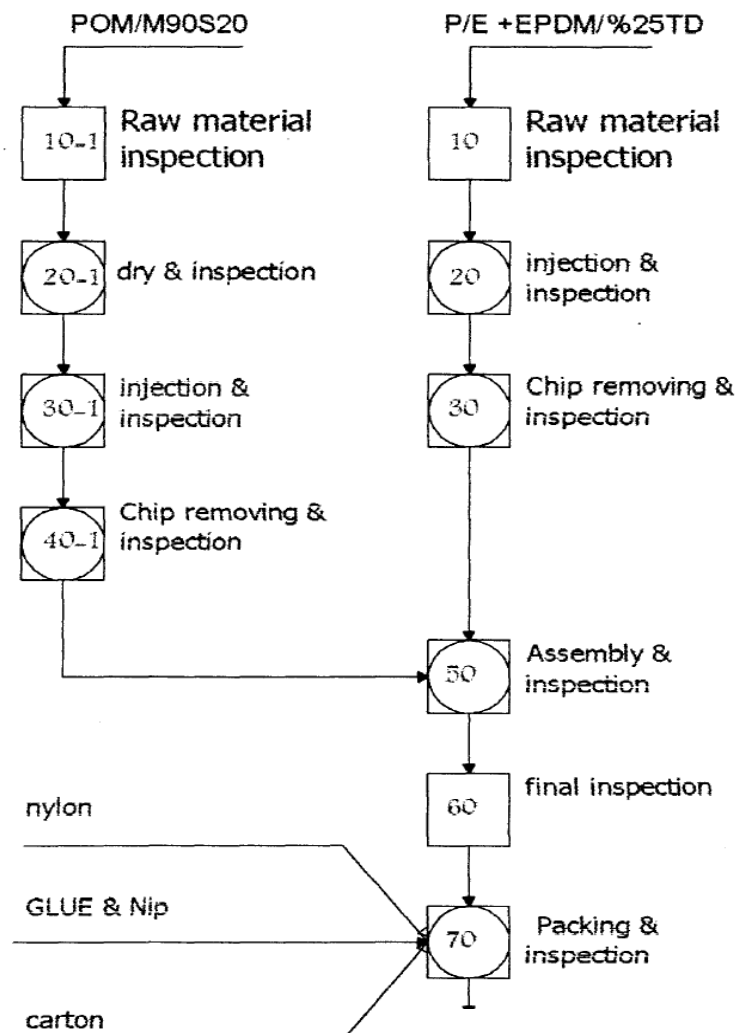 POM/M90S20
P/E +EPDM/%25TD
10-1
Raw material
inspection
10
Raw material
inspection
20-1
dry & inspection
20
injection &
inspection
30-1
injection &
inspection
30
Chip removing &
inspection
40-1
Chip removing &
inspection
50
Assembly &
inspection
60
final inspection
nylon
GLUE & Nip
70
Packing &
inspection
carton